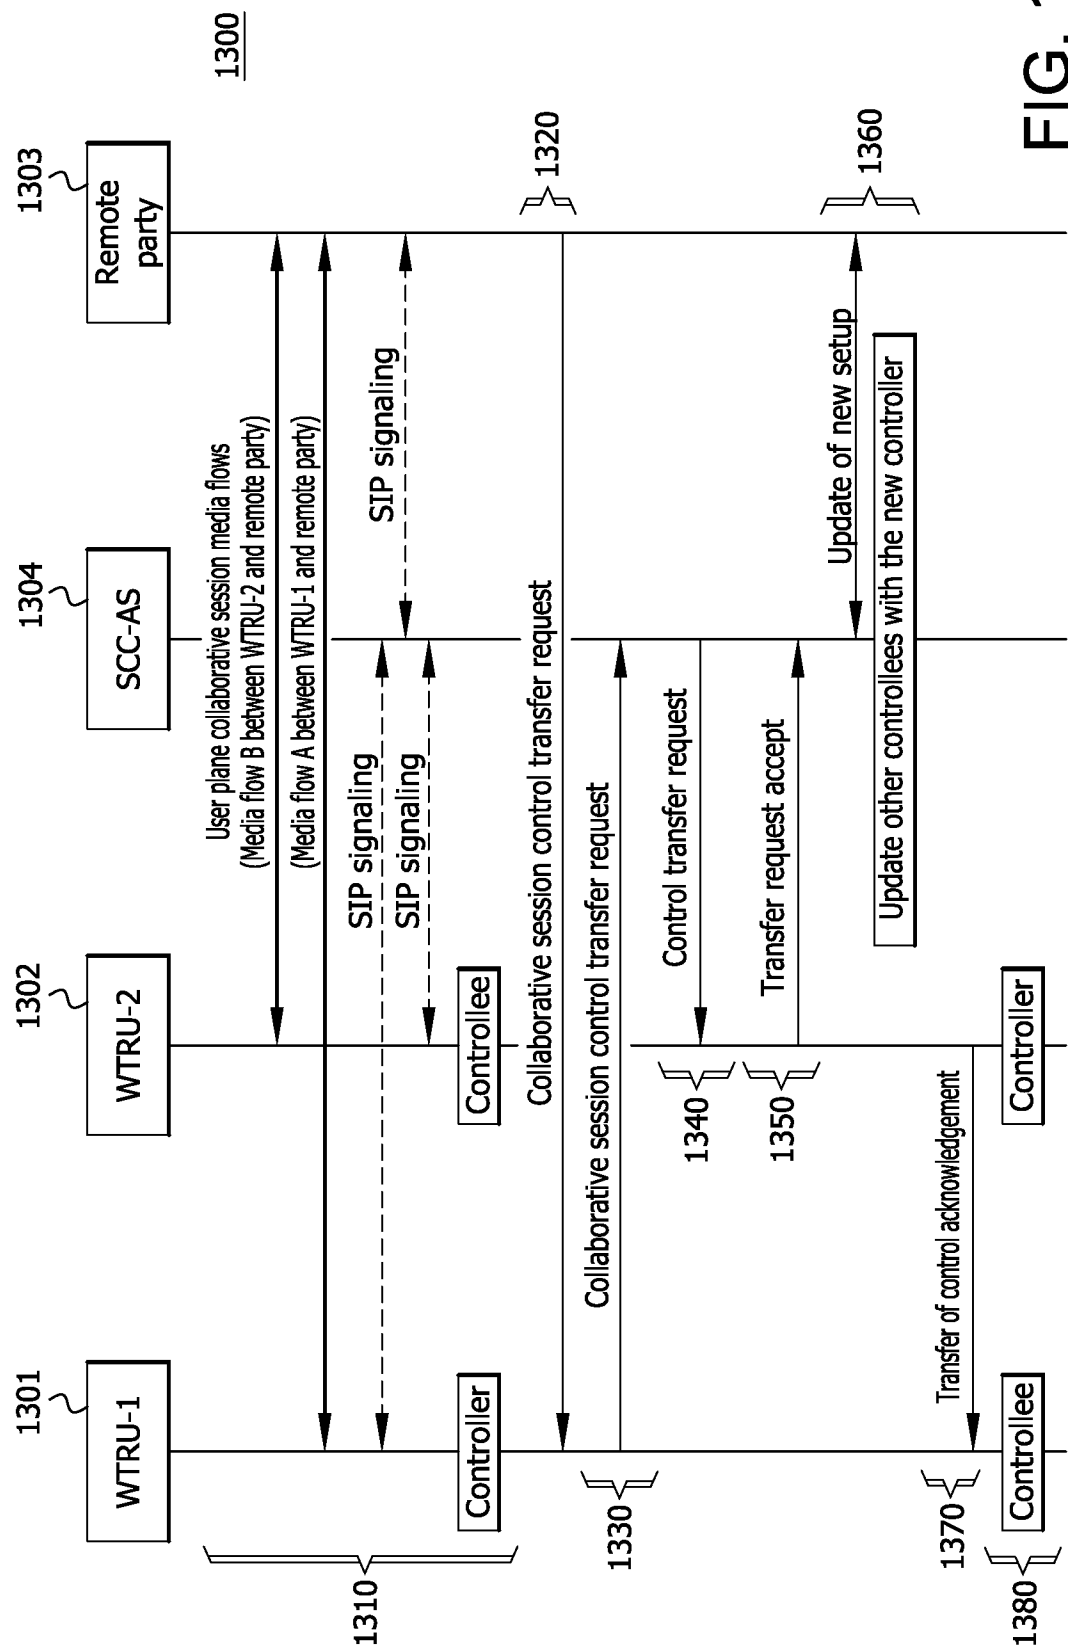 1300
1301
WTRU-1
1302
WTRU-2
1304
SCC-AS
1303
Remote
party
User plane collaborative session media flows
(Media flow B between WTRU-2 and remote party)
(Media flow A between WTRU-1 and remote party)
1310
SIP signaling
SIP signaling
SIP signaling
Controller
Controllee
Collaborative session control transfer request
1320
1330
Collaborative session control transfer request
1340
Control transfer request
1350
Transfer request accept
Update of new setup
1360
Update other controllees with the new controller
1370
Transfer of control acknowledgement
1380
Controllee
Controller
FIG.